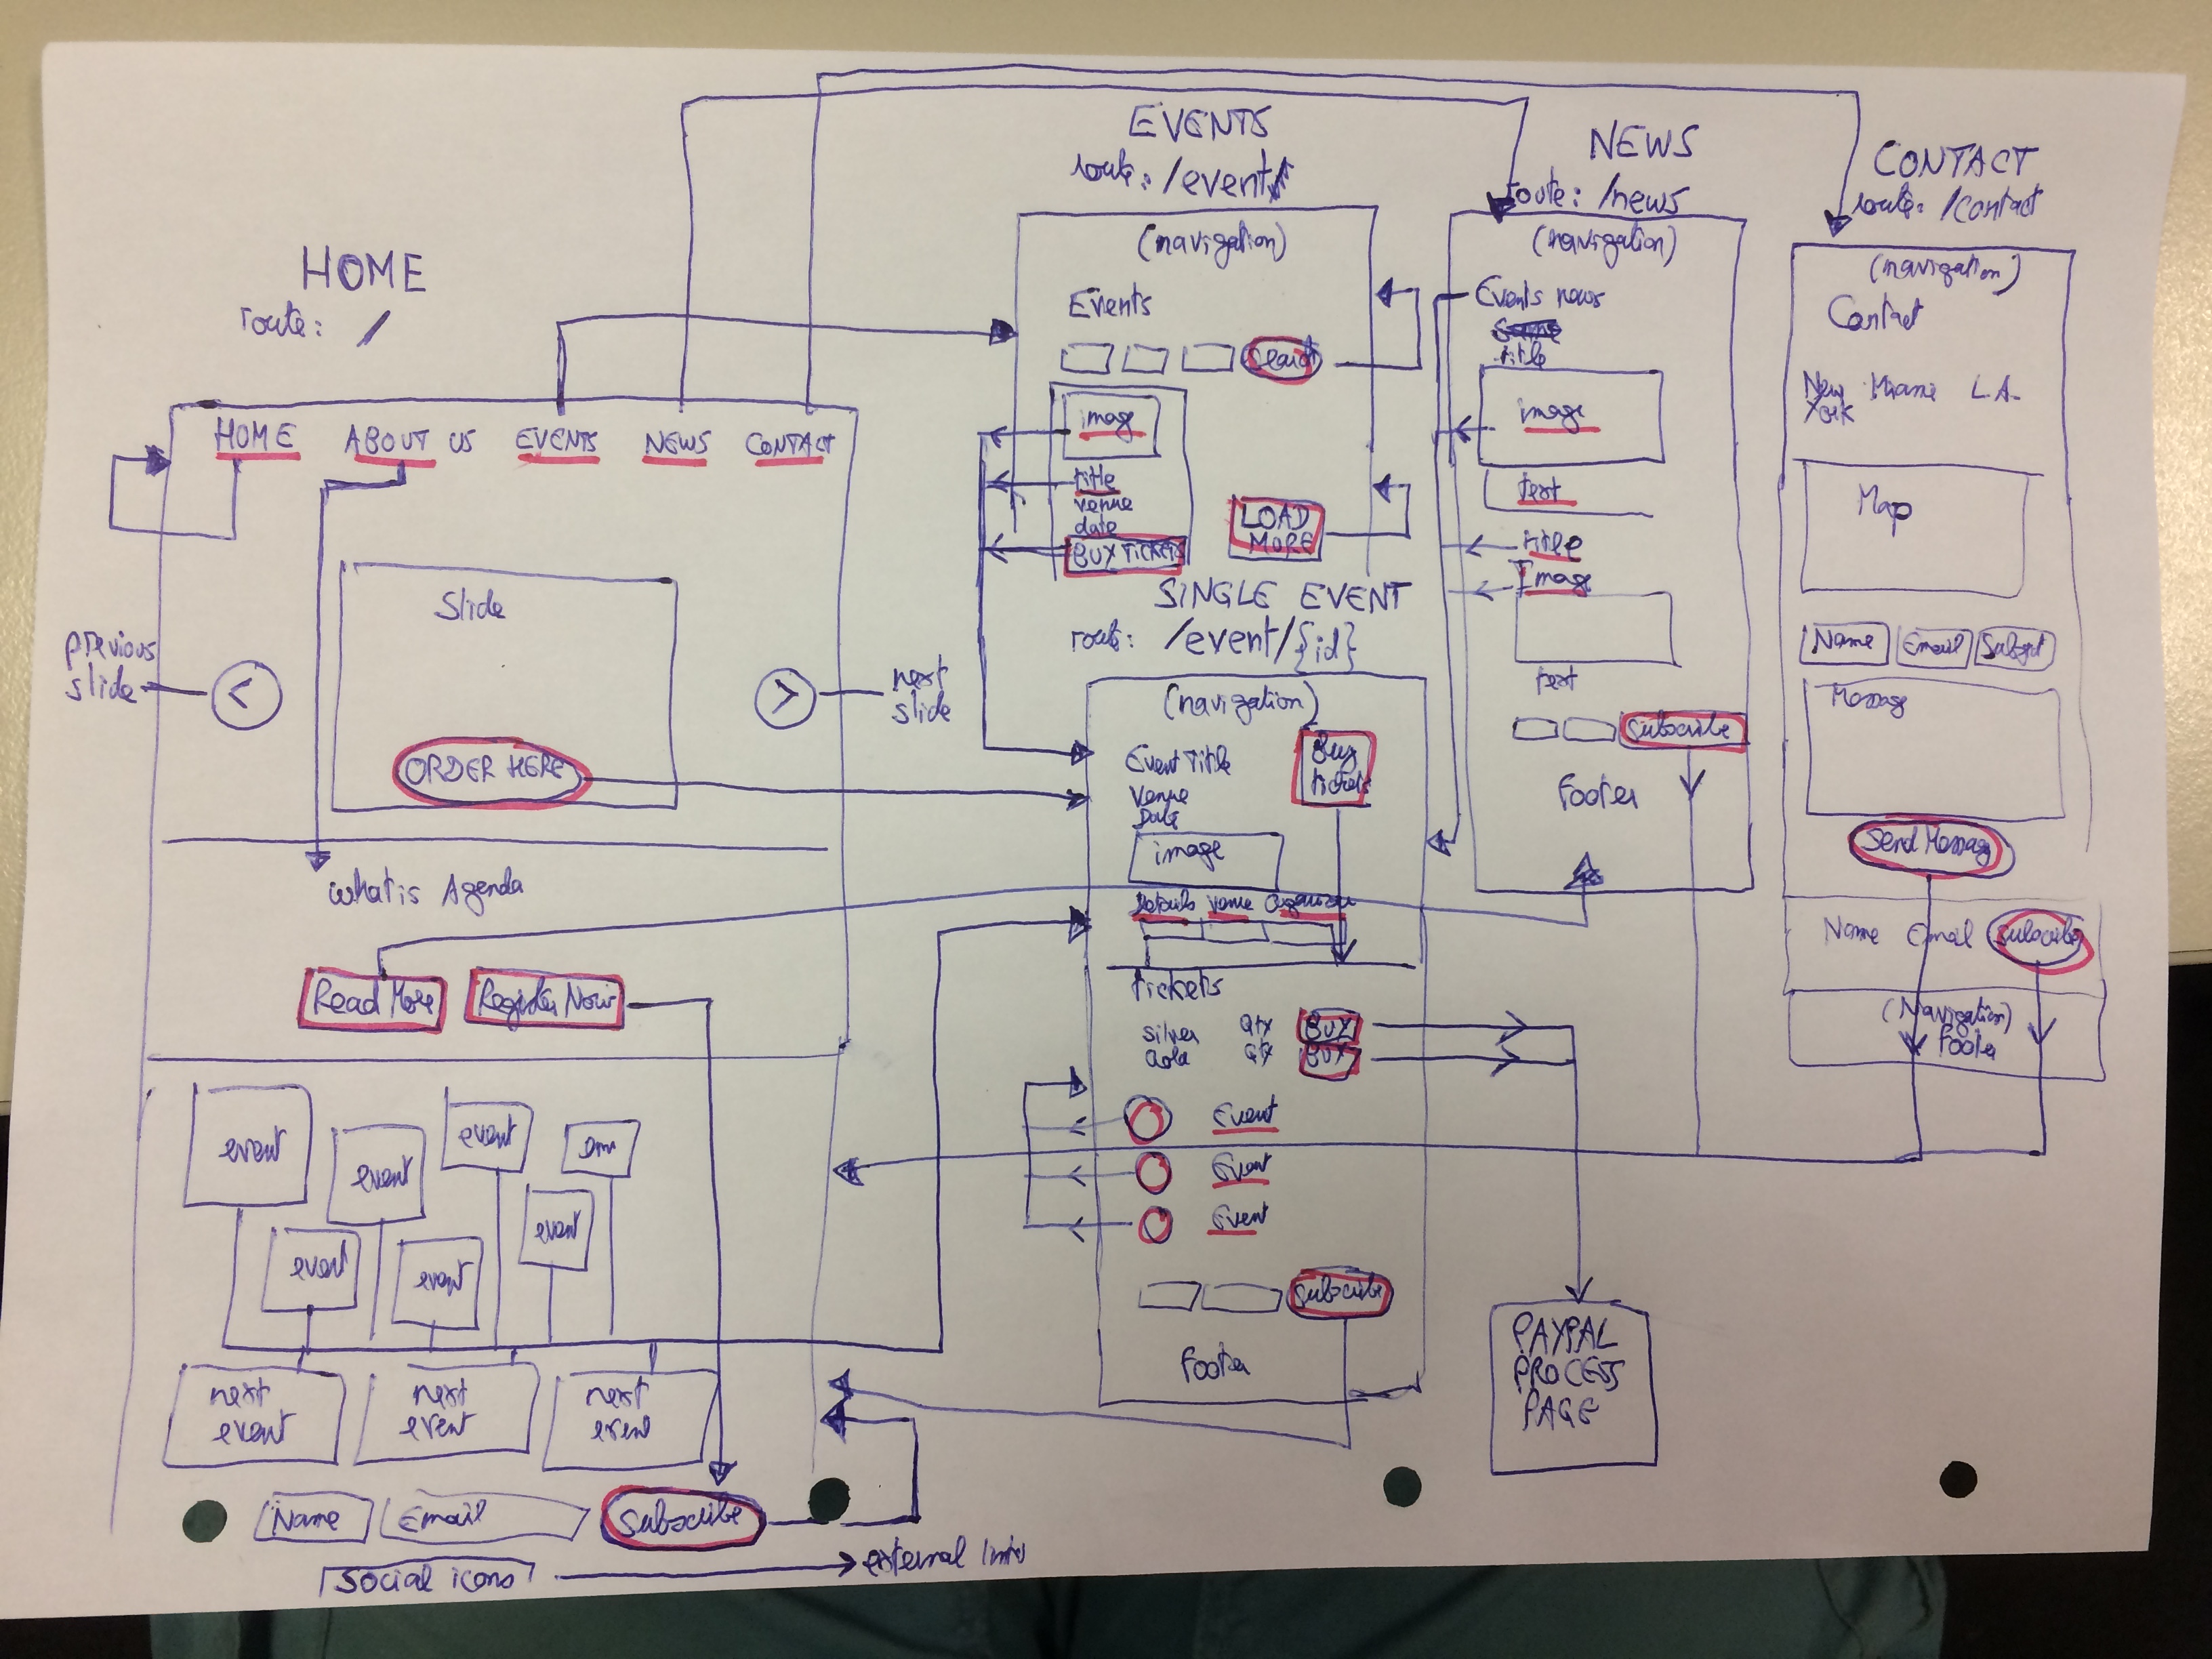 HOME
route: /
HOME ABOUT US EVENTS NEWS CONTACT
Slide
previous
slide
<
>
next
slide
ORDER HERE
what is Agenda
Read More Register Now
event
event
event
event
event
event
next
event
next
event
next
event
Name Email Subscribe
Social icons
EVENTS
route: /event
(navigation)
Events
Search
image
title
venue
date
BUY TICKETS
LOAD
MORE
SINGLE EVENT
route: /event/{id}
(navigation)
Event Title
Venue
Date
Buy
tickets
image
Details Venue Organizer
Tickets
Silver Qty BUY
Gold Qty BUY
Event
Event
Event
Subscribe
Footer
external
NEWS
route: /news
(navigation)
Events news
title
image
text
title
Image
text
Subscribe
Footer
PAYPAL
PROCESS
PAGE
CONTACT
route: /contact
(navigation)
Contact
New
York Miami L.A.
Map
Name Email Subject
Message
Send Message
Name Email Subscribe
(Navigation)
Footer